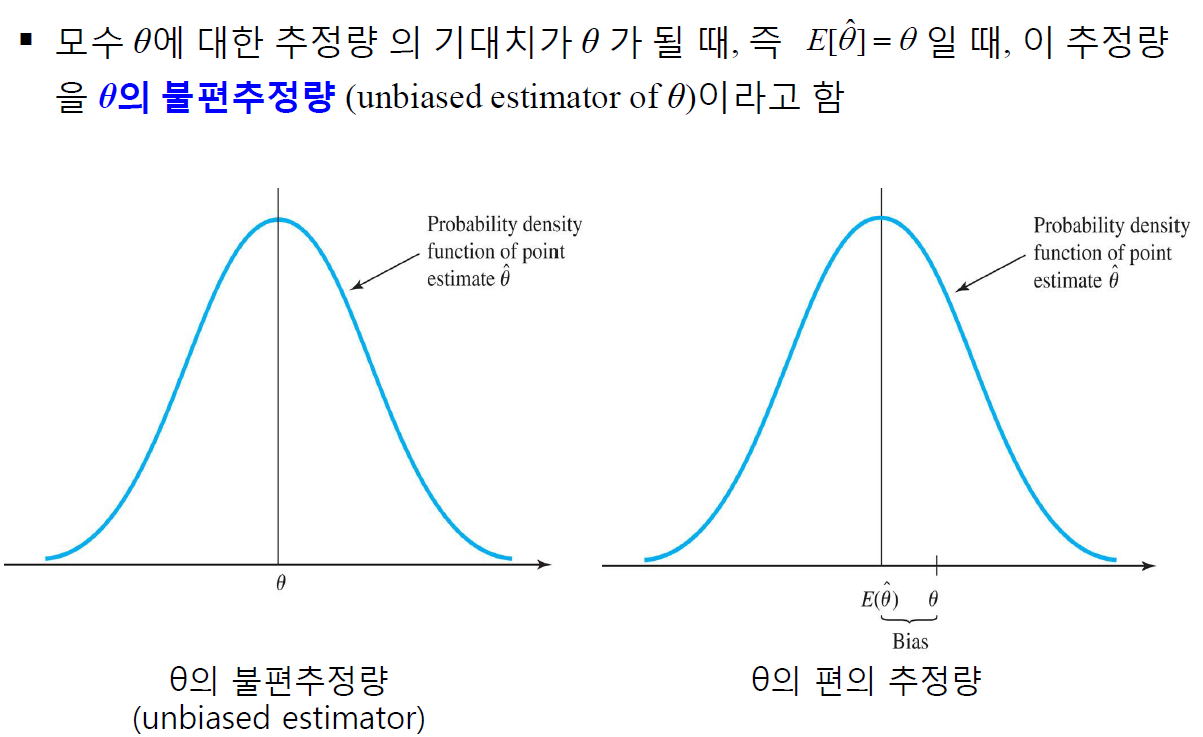 ▪ 모수 θ에 대한 추정량 의 기대치가 θ 가 될 때, 즉 E[θ̂] = θ 일 때, 이 추정량
을 θ의 불편추정량 (unbiased estimator of θ)이라고 함
Probability density
function of point
estimate θ̂
θ
θ의 불편추정량
(unbiased estimator)
Probability density
function of point
estimate θ̂
E(θ̂) θ
Bias
θ의 편의 추정량